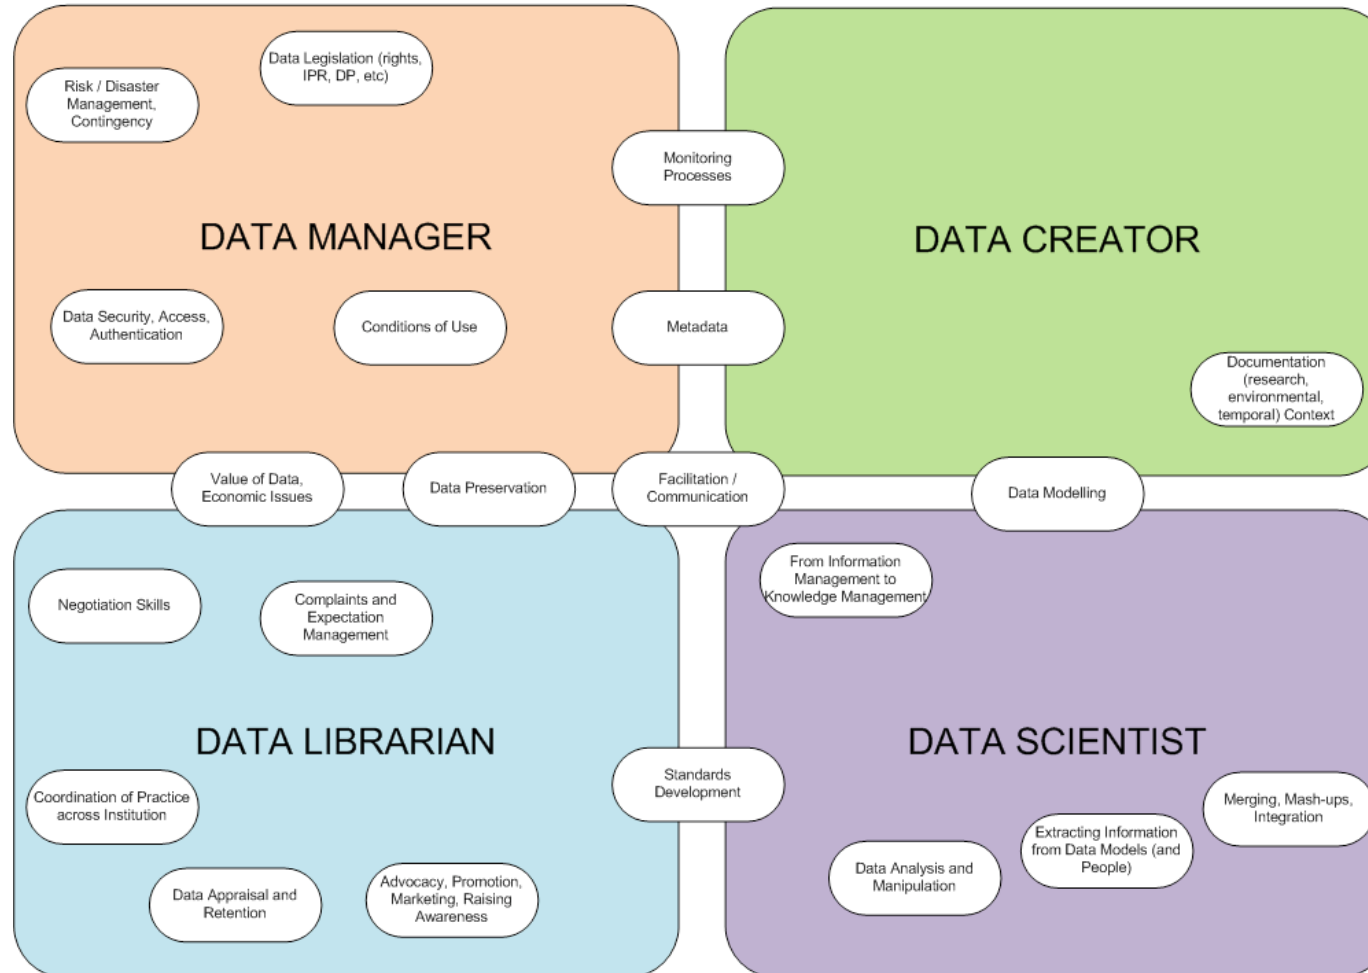 Data Legislation (rights,
IPR, DP, etc)
Risk / Disaster
Management,
Contingency
Monitoring
Processes
DATA MANAGER
DATA CREATOR
Data Security, Access,
Authentication
Conditions of Use
Metadata
Documentation
(research,
environmental,
temporal) Context
Value of Data,
Economic Issues
Data Preservation
Facilitation /
Communication
Data Modelling
From Information
Management to
Knowledge Management
Negotiation Skills
Complaints and
Expectation
Management
DATA LIBRARIAN
DATA SCIENTIST
Standards
Development
Coordination of Practice
across Institution
Merging, Mash-ups,
Integration
Extracting Information
from Data Models (and
People)
Data Analysis and
Manipulation
Data Appraisal and
Retention
Advocacy, Promotion,
Marketing, Raising
Awareness